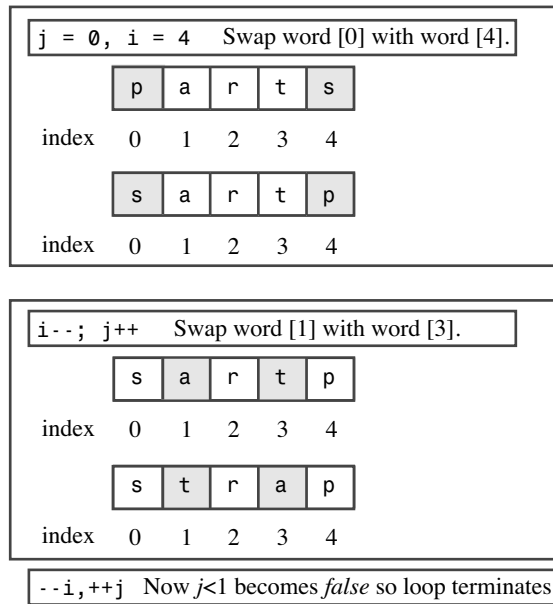 j = 0, i = 4 Swap word [0] with word [4].
p a r t s
index 0 1 2 3 4
s a r t p
index 0 1 2 3 4
i--; j++ Swap word [1] with word [3].
s a r t p
index 0 1 2 3 4
s t r a p
index 0 1 2 3 4
--i,++j Now j<1 becomes false so loop terminates